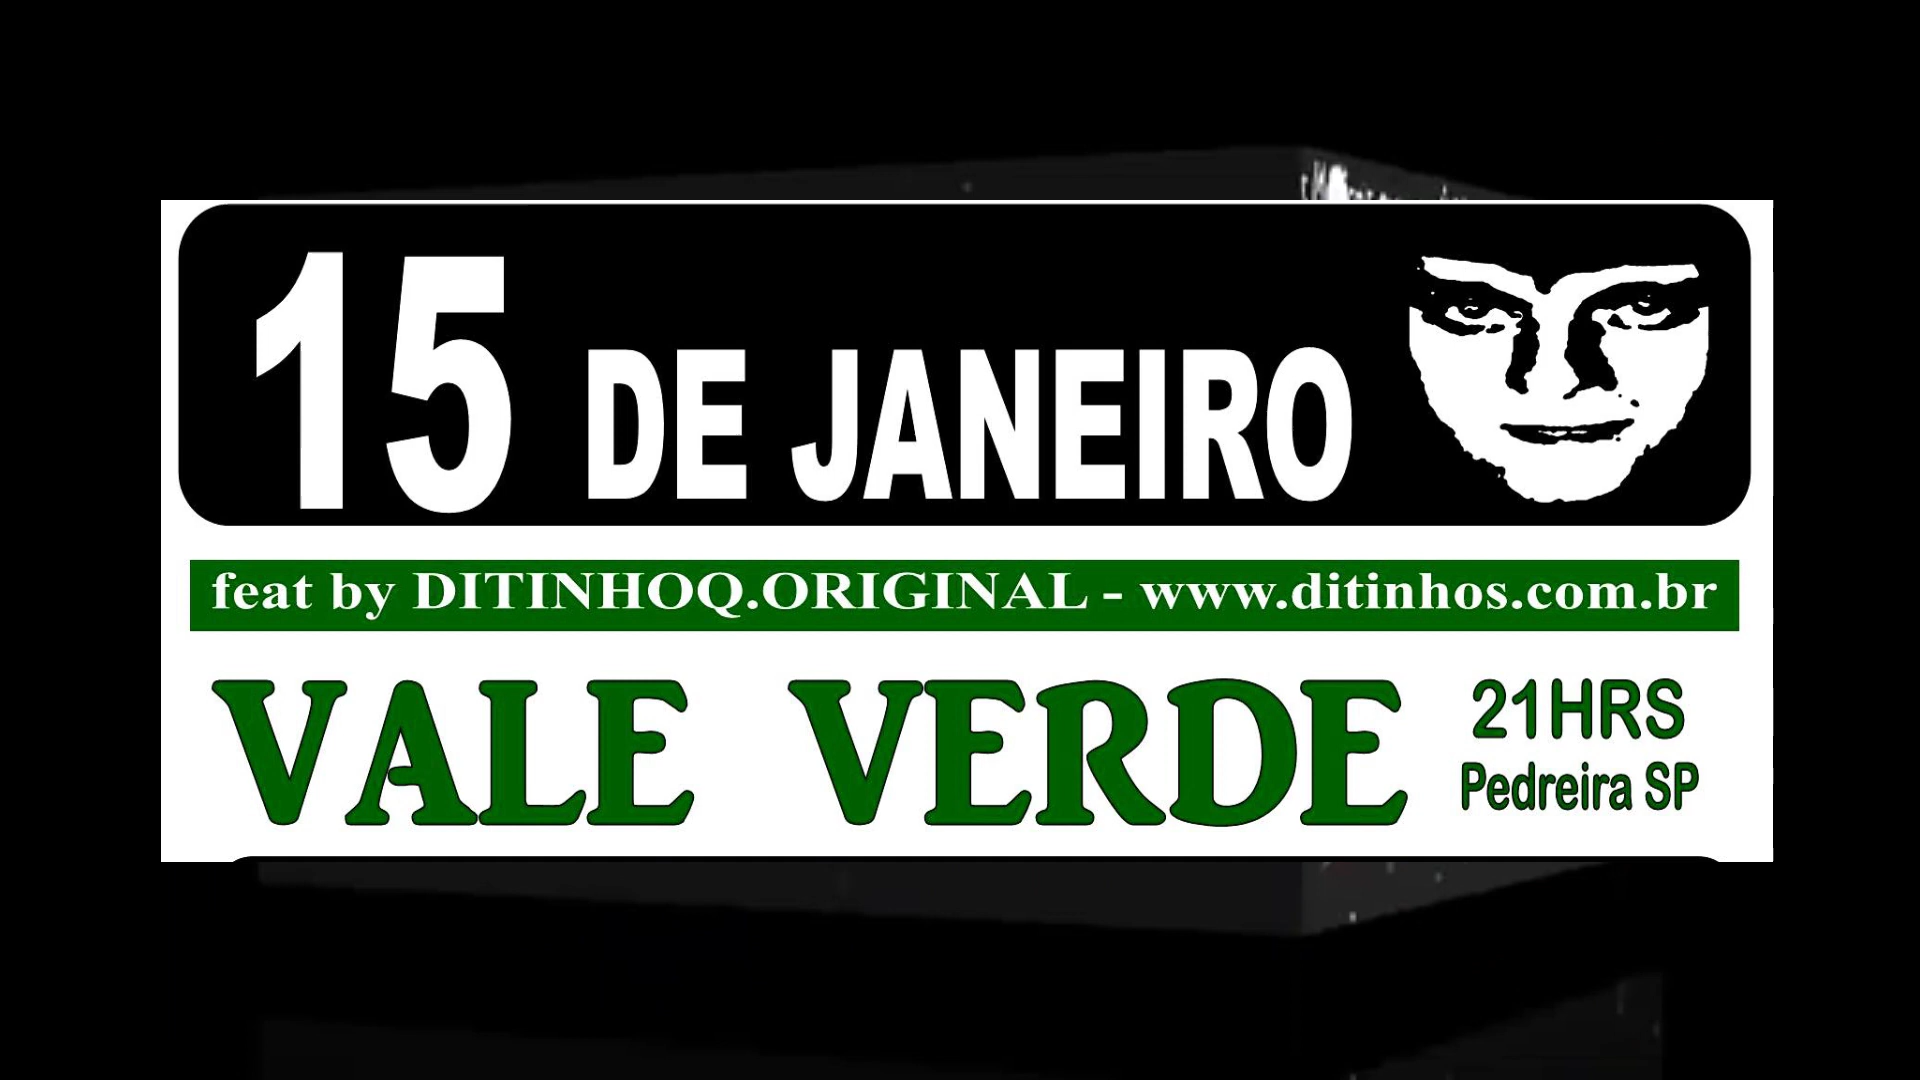 15 DE JANEIRO
feat by DITINHOQ.ORIGINAL - www.ditinhos.com.br
VALE VERDE
21HRS
Pedreira SP